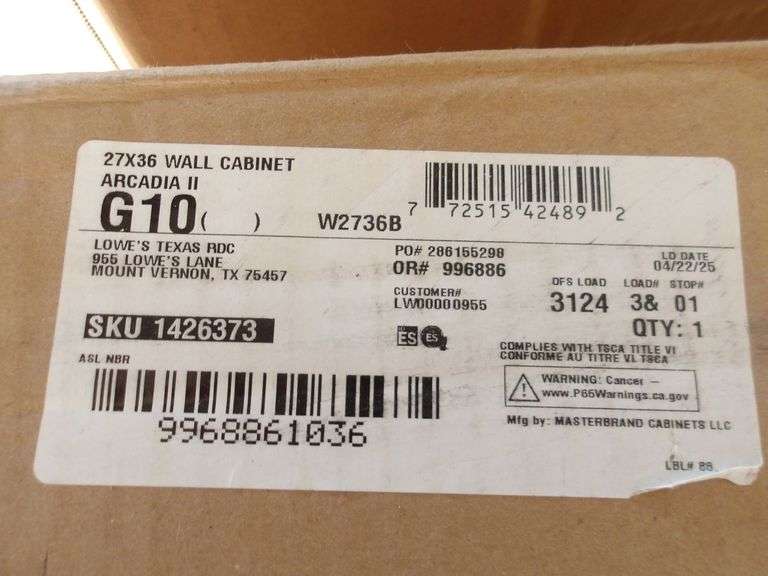 27X36 WALL CABINET
ARCADIA II
G10( )
W2736B
7 72515 42489 2
LOWE'S TEXAS RDC
955 LOWE'S LANE
MOUNT VERNON, TX 75457
PO# 286155298
OR# 996886
CUSTOMER#
LW00000955
LD DATE
04/22/25
OFS LOAD LOAD# STOP#
3124 3& 01
QTY: 1
SKU 1426373
ES ES
COMPLIES WITH TSCA TITLE VI
CONFORME AU TITRE VI TSCA
ASL NBR
9968861036
WARNING: Cancer –
www.P65Warnings.ca.gov
Mfg by: MASTERBRAND CABINETS LLC
LBL# 88